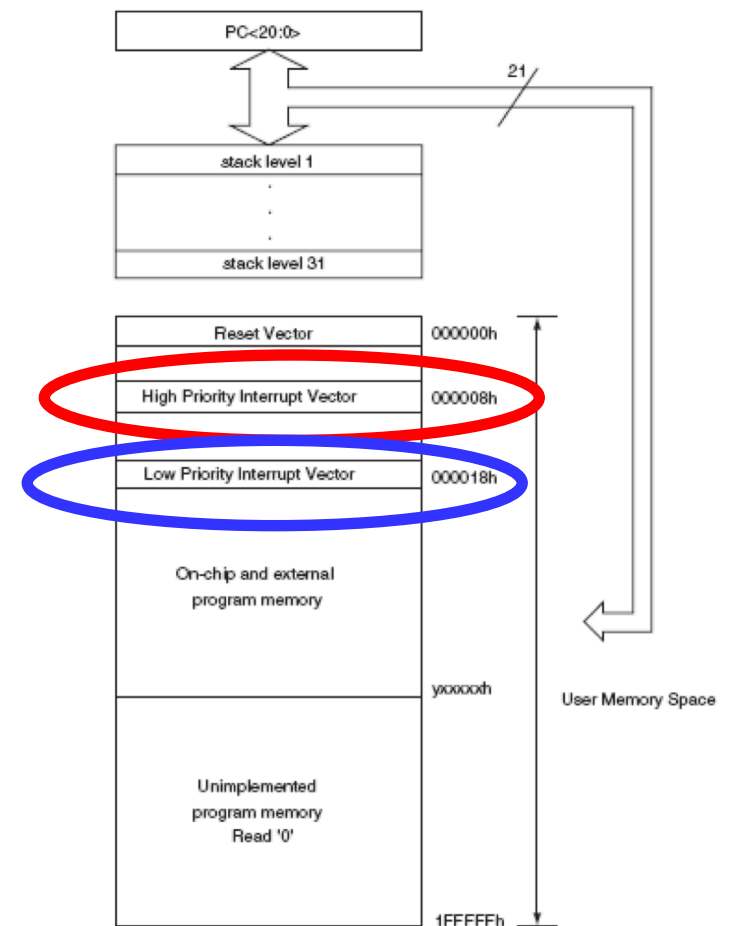 PC<20:0>
21
stack level 1
.
.
.
stack level 31
Reset Vector 000000h
High Priority Interrupt Vector 000008h
Low Priority Interrupt Vector 000018h
On-chip and external
program memory
yxxxxxh
User Memory Space
Unimplemented
program memory
Read '0'
1FFFFFh